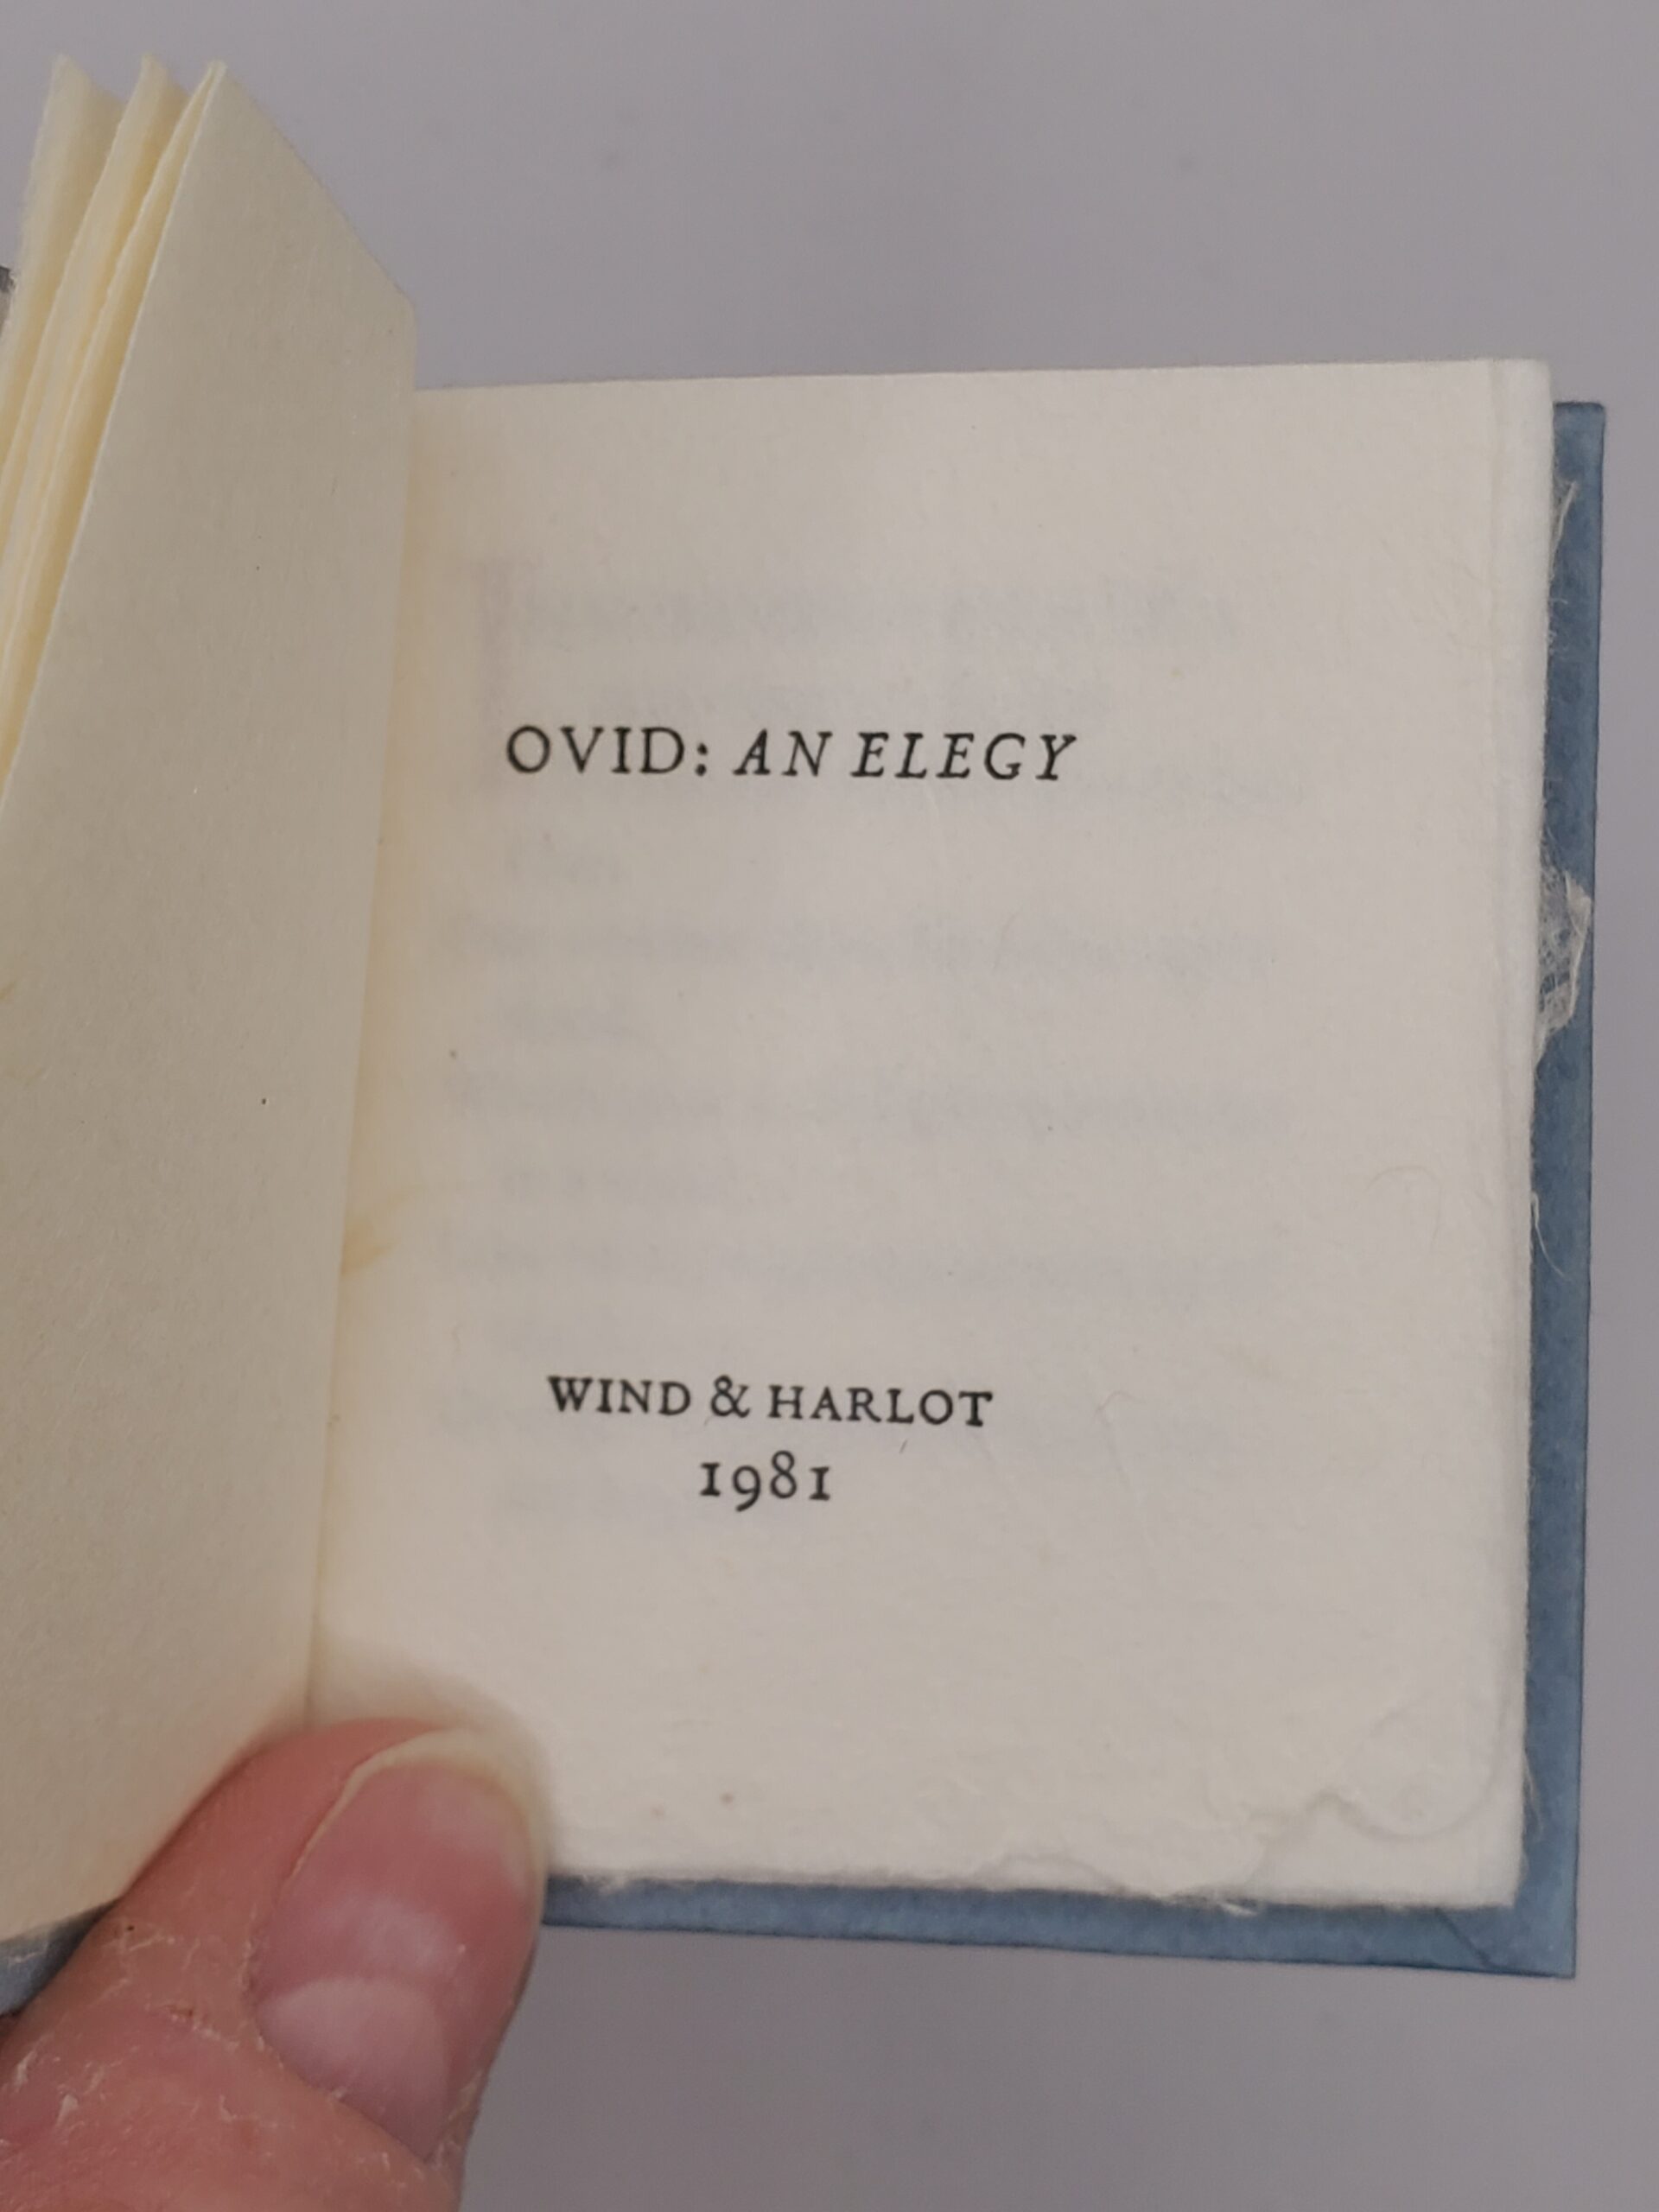 OVID: AN ELEGY
WIND & HARLOT
1981